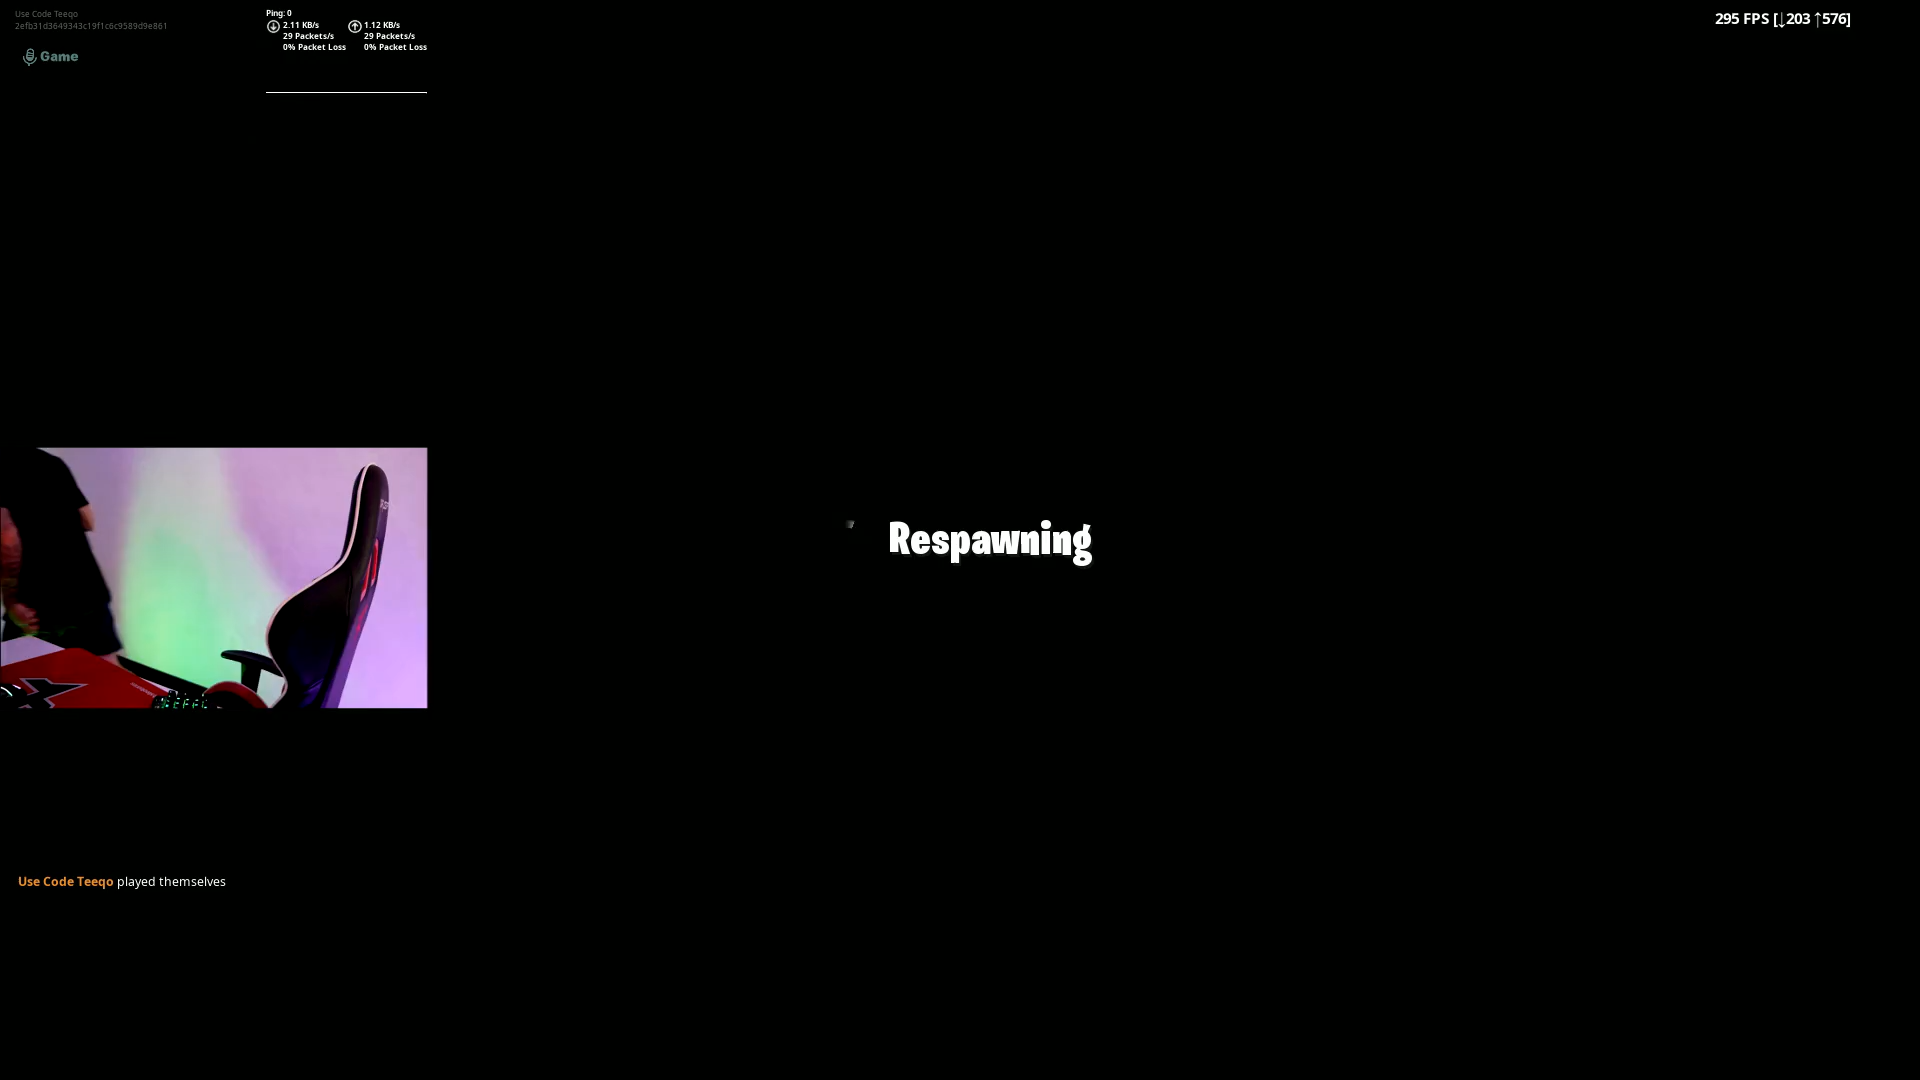 Use Code Teeqo
2efb31d3649343c19f1c6c9589d9e861
Game
Ping: 0
2.11 KB/s 1.12 KB/s
29 Packets/s 29 Packets/s
0% Packet Loss 0% Packet Loss
295 FPS [↓203 ↑576]
Respawning
Use Code Teeqo played themselves